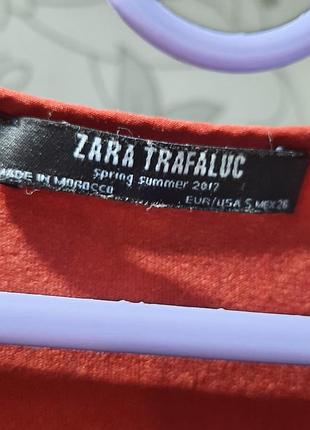 ZARA TRAFALUC
spring summer 2017
MADE IN MOROCCO
EUR/USA S MEX 26